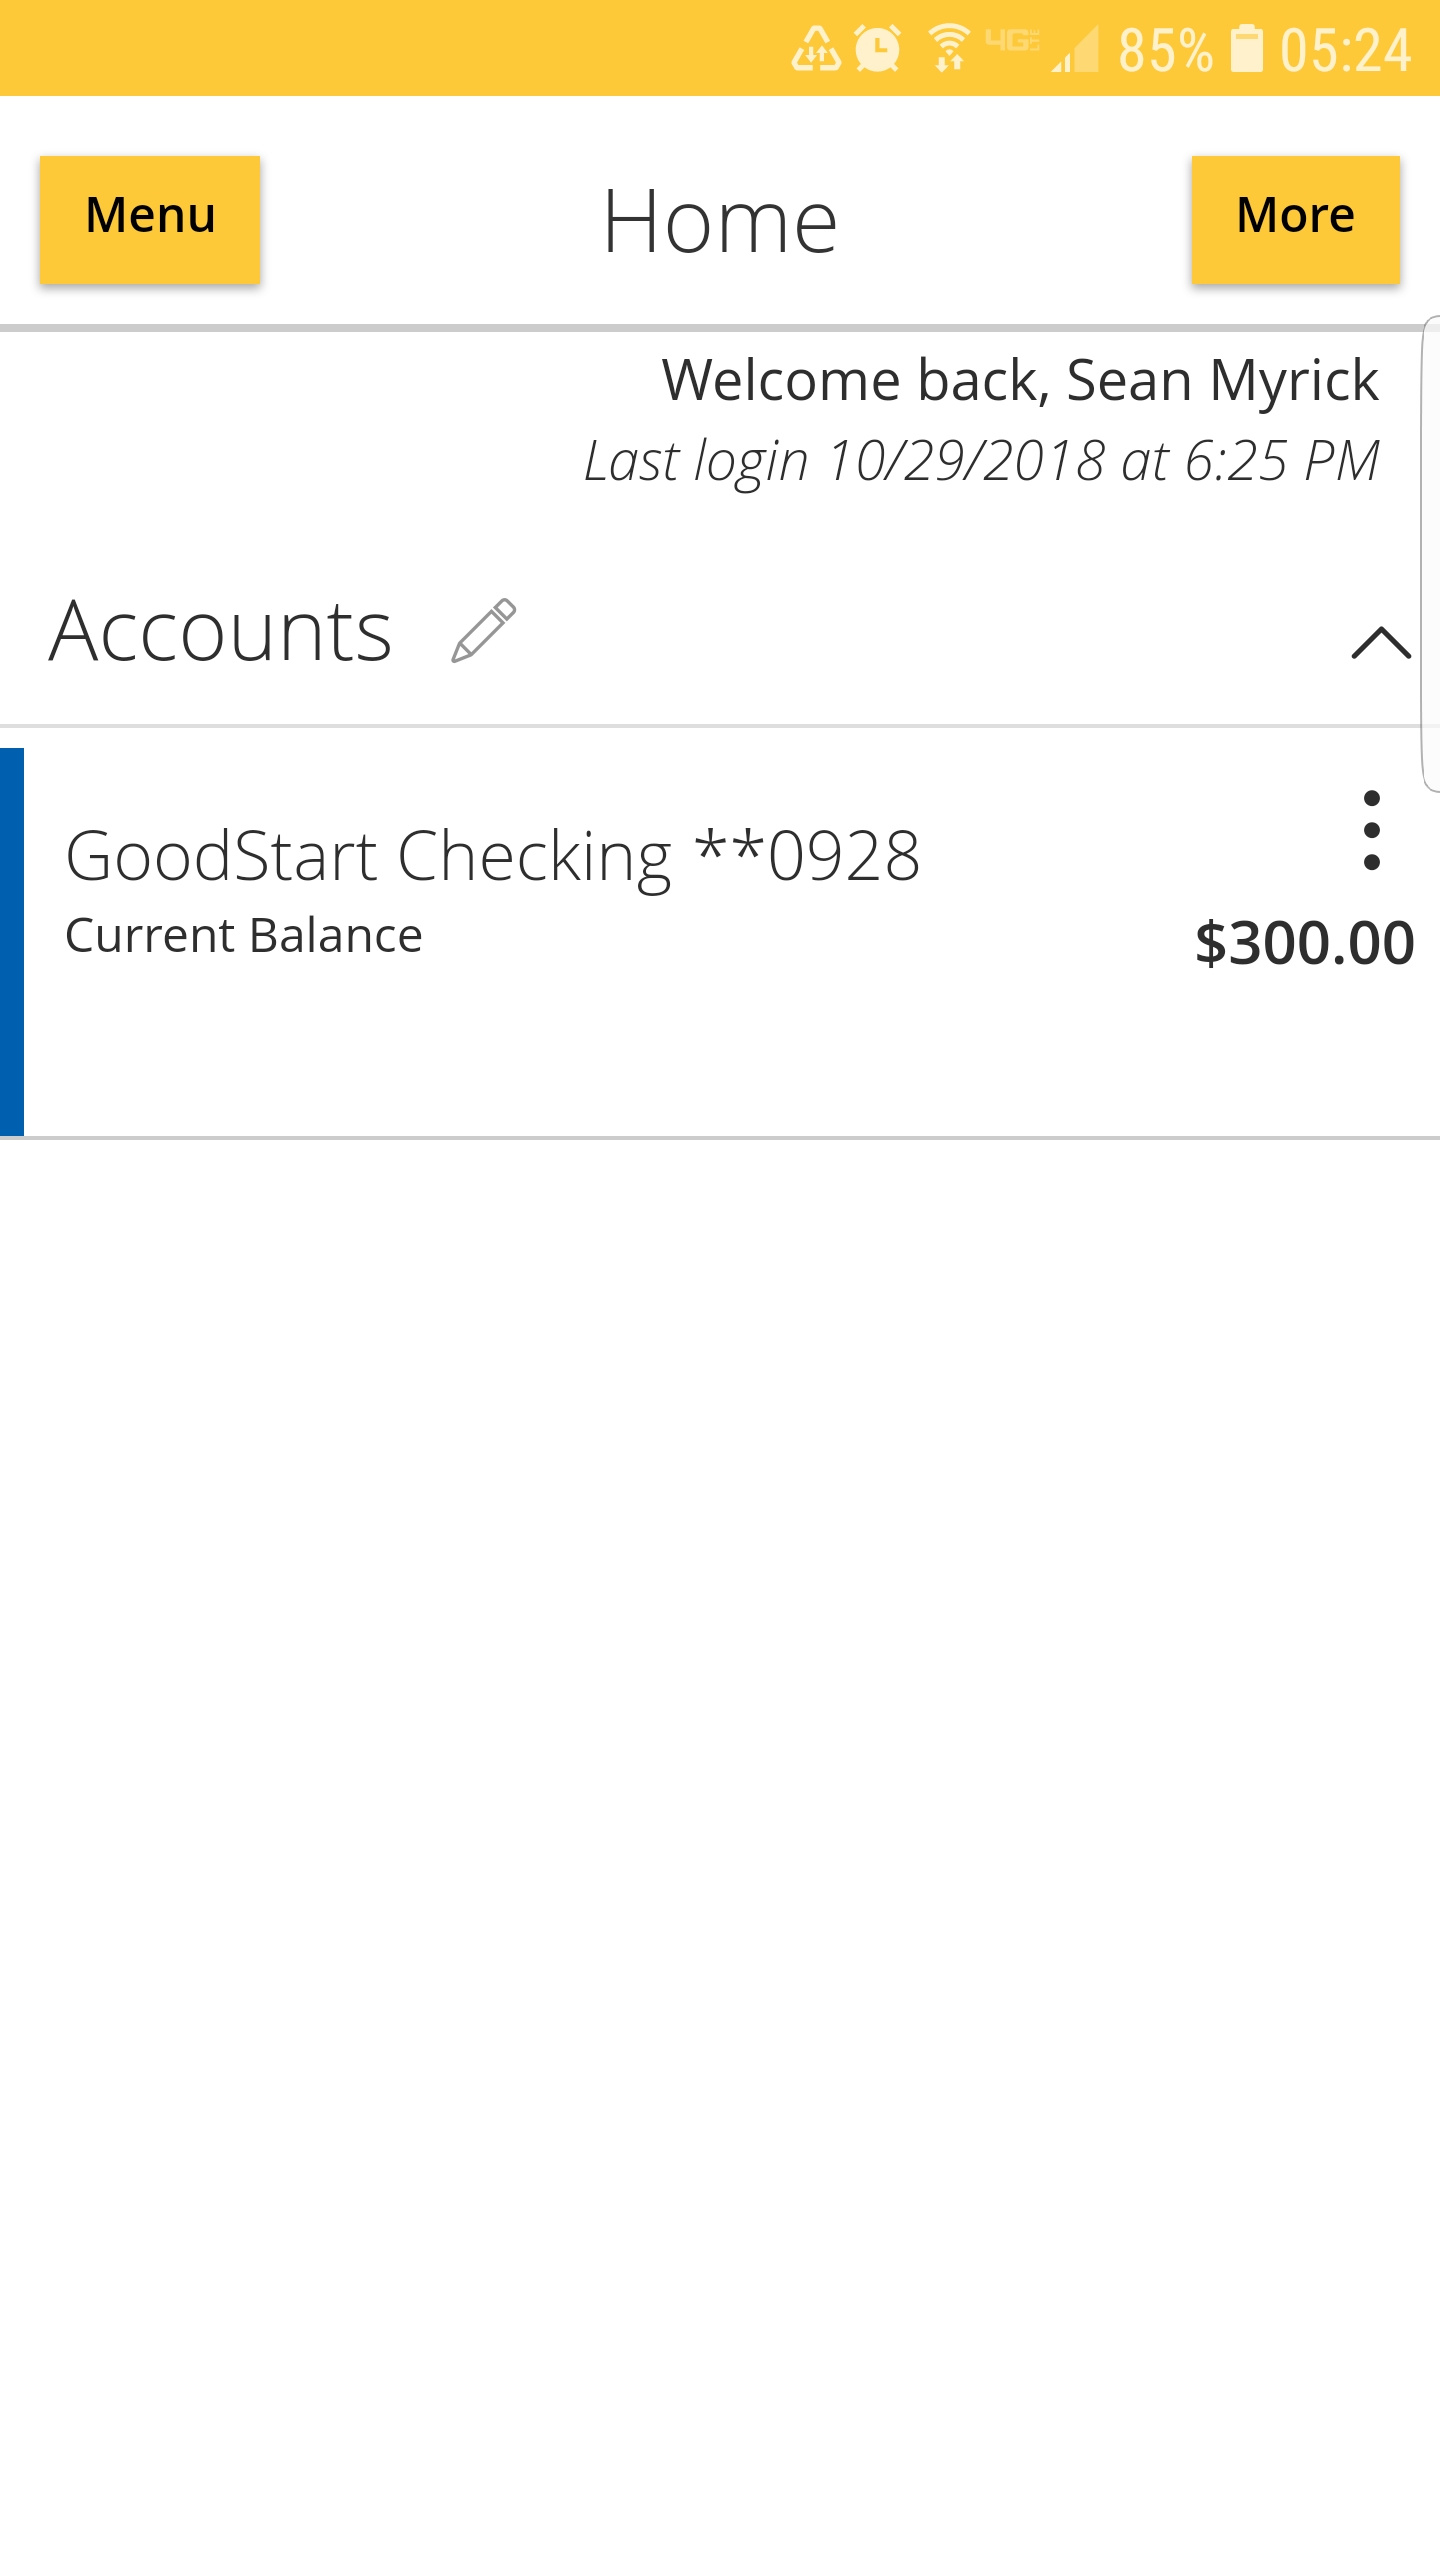 4G LTE 85% 05:24
Menu
Home
More
Welcome back, Sean Myrick
Last login 10/29/2018 at 6:25 PM
Accounts
GoodStart Checking **0928
Current Balance
$300.00